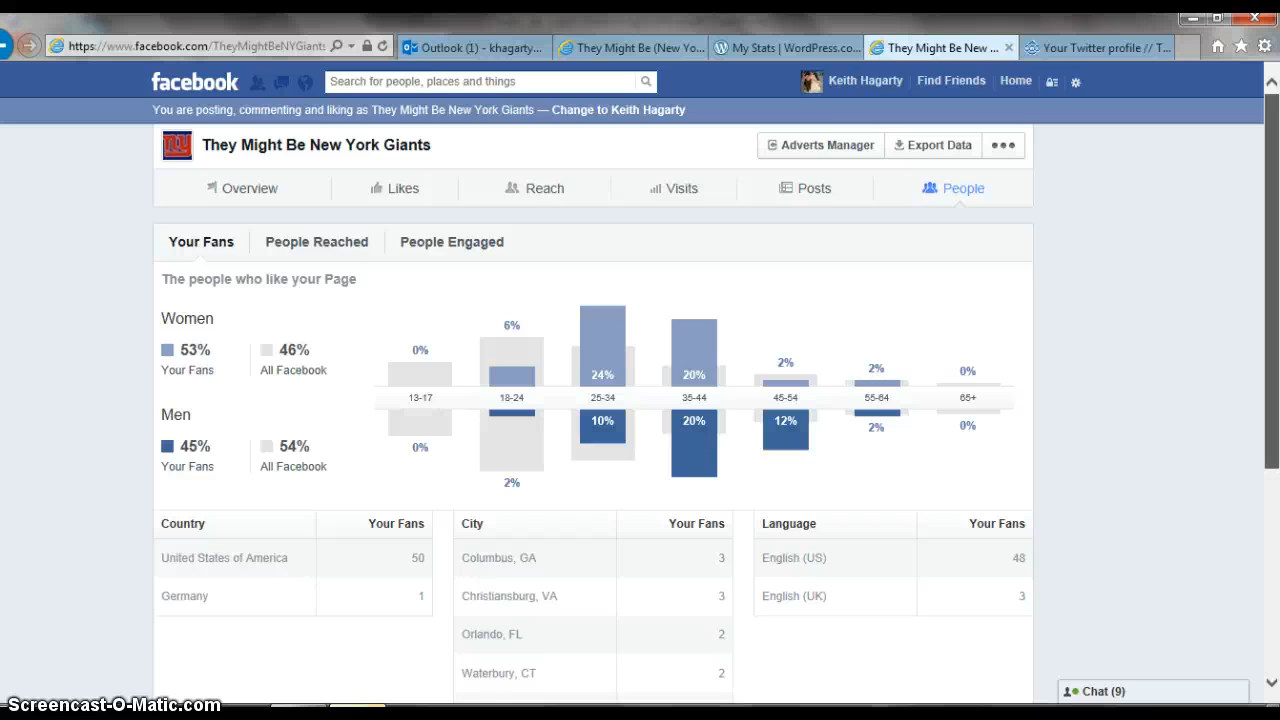 https://www.facebook.com/TheyMightBeNYGiants
Outlook (1) - khagarty...
They Might Be (New Yo...
My Stats | WordPress.co...
They Might Be New ...
Your Twitter profile // T...
facebook
Search for people, places and things
Keith Hagarty
Find Friends
Home
You are posting, commenting and liking as They Might Be New York Giants — Change to Keith Hagarty
They Might Be New York Giants
Adverts Manager
Export Data
Overview
Likes
Reach
Visits
Posts
People
Your Fans
People Reached
People Engaged
The people who like your Page
Women
53%
Your Fans
46%
All Facebook
0%
6%
24%
20%
2%
2%
0%
13-17
18-24
25-34
35-44
45-54
55-64
65+
Men
45%
Your Fans
54%
All Facebook
0%
2%
10%
20%
12%
2%
0%
Country Your Fans
United States of America 50
Germany 1
City Your Fans
Columbus, GA 3
Christiansburg, VA 3
Orlando, FL 2
Waterbury, CT 2
Language Your Fans
English (US) 48
English (UK) 3
Chat (9)
Screencast-O-Matic.com